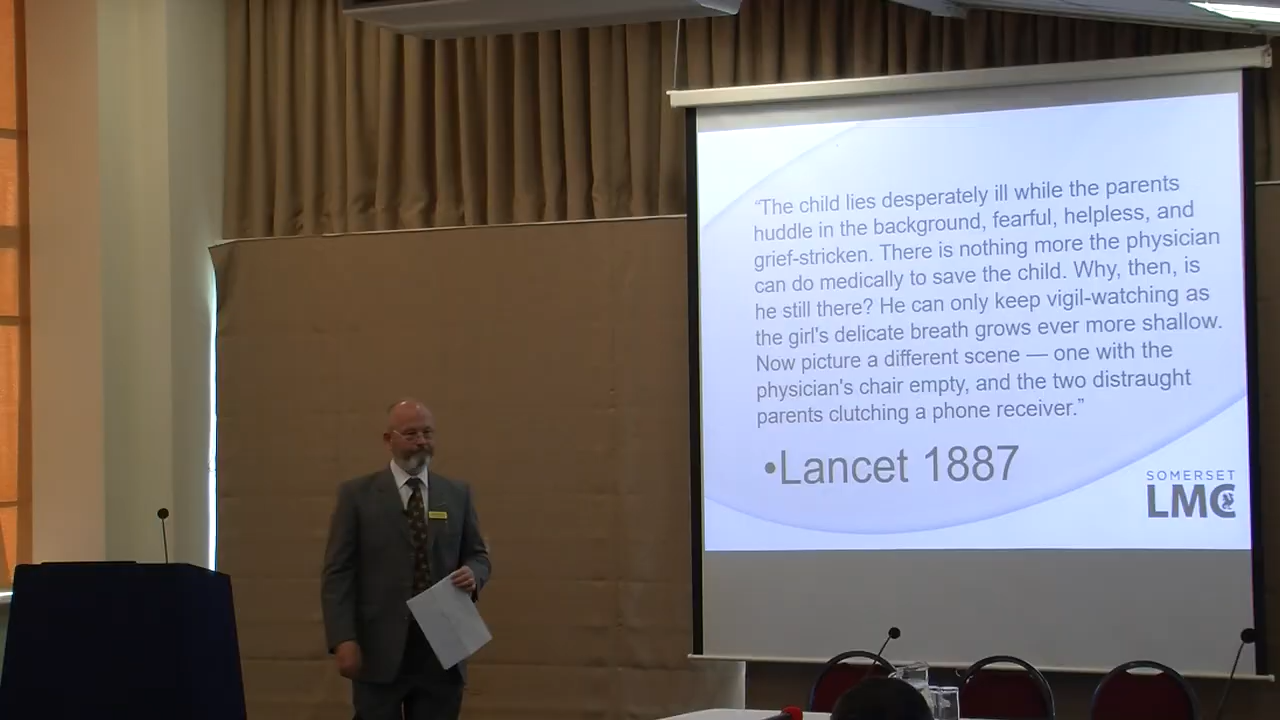 “The child lies desperately ill while the parents
huddle in the background, fearful, helpless, and
grief-stricken. There is nothing more the physician
can do medically to save the child. Why, then, is
he still there? He can only keep vigil-watching as
the girl's delicate breath grows ever more shallow.
Now picture a different scene — one with the
physician's chair empty, and the two distraught
parents clutching a phone receiver.”
•Lancet 1887
SOMERSET
LMC